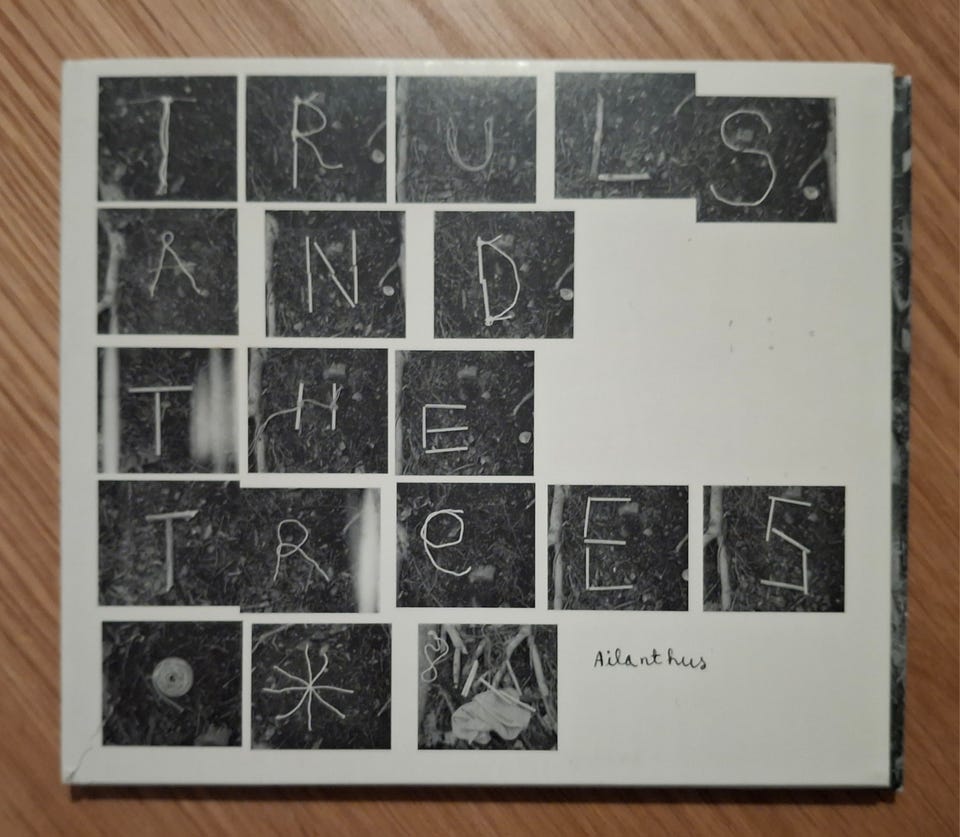 TRULS
AND
THE
TReES
Ailanthus